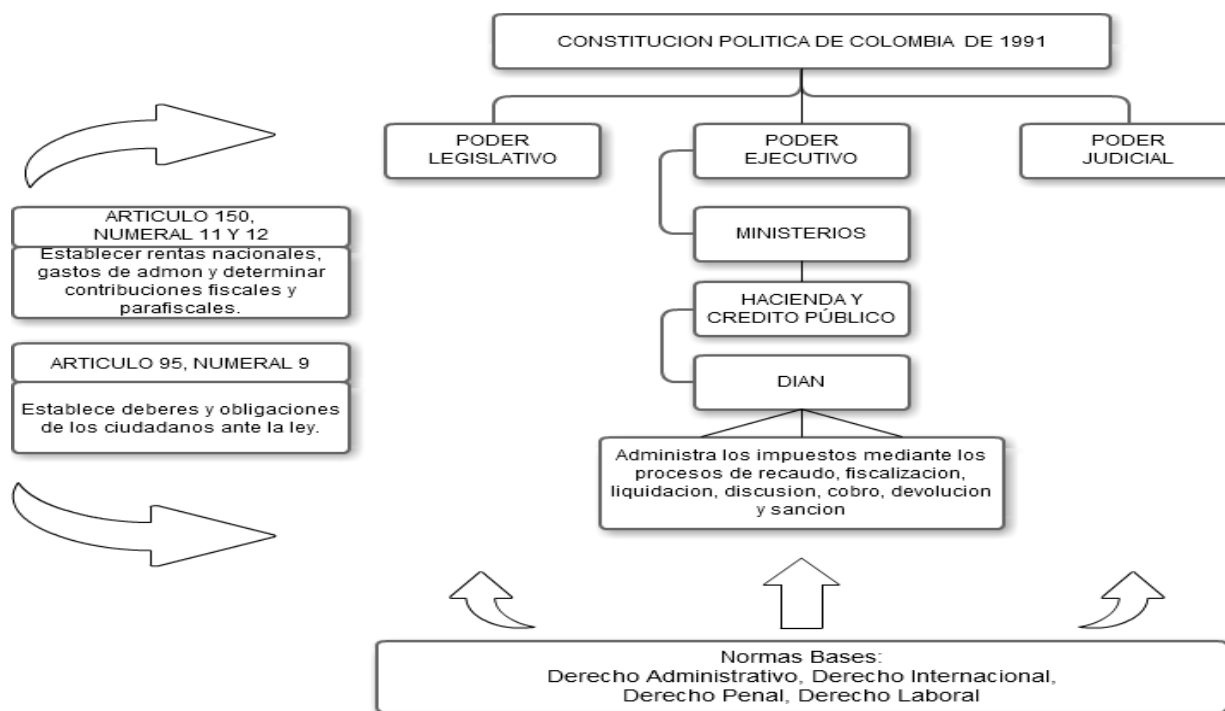 CONSTITUCION POLITICA DE COLOMBIA DE 1991
PODER
LEGISLATIVO
PODER
EJECUTIVO
PODER
JUDICIAL
ARTICULO 150,
NUMERAL 11 Y 12
Establecer rentas nacionales,
gastos de admon y determinar
contribuciones fiscales y
parafiscales.
ARTICULO 95, NUMERAL 9
Establece deberes y obligaciones
de los ciudadanos ante la ley.
MINISTERIOS
HACIENDA Y
CREDITO PÚBLICO
DIAN
Administra los impuestos mediante los
procesos de recaudo, fiscalizacion,
liquidacion, discusion, cobro, devolucion
y sancion
Normas Bases:
Derecho Administrativo, Derecho Internacional,
Derecho Penal, Derecho Laboral